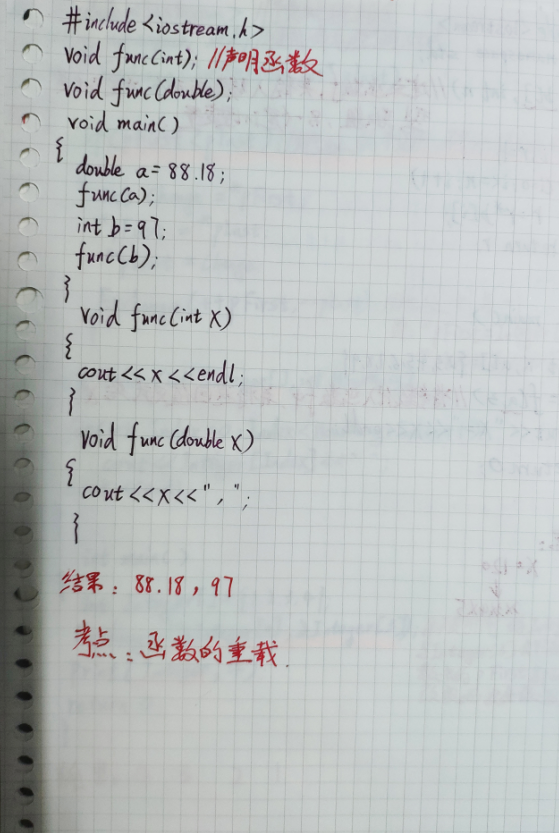 #include <iostream.h>
void func(int); //声明函数
void func(double);
void main()
{
double a= 88.18;
func(a);
int b=97;
func(b);
}
void func(int X)
{
cout<<x<<endl;
}
void func(double X)
{
cout<<x<<" , ";
}
结果: 88.18, 97
考点: 函数的重载.